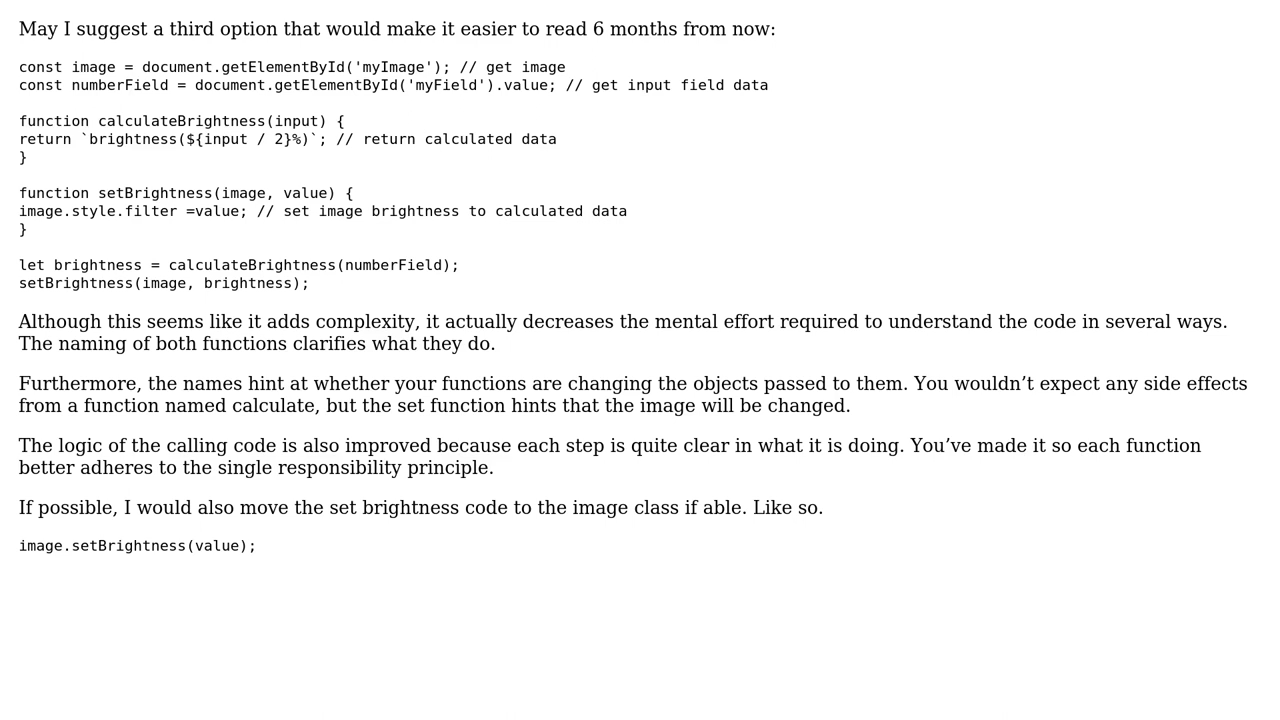 May I suggest a third option that would make it easier to read 6 months from now:
const image = document.getElementById('myImage'); // get image
const numberField = document.getElementById('myField').value; // get input field data
function calculateBrightness(input) {
return `brightness(${input / 2}%)`; // return calculated data
}
function setBrightness(image, value) {
image.style.filter =value; // set image brightness to calculated data
}
let brightness = calculateBrightness(numberField);
setBrightness(image, brightness);
Although this seems like it adds complexity, it actually decreases the mental effort required to understand the code in several ways.
The naming of both functions clarifies what they do.
Furthermore, the names hint at whether your functions are changing the objects passed to them. You wouldn’t expect any side effects
from a function named calculate, but the set function hints that the image will be changed.
The logic of the calling code is also improved because each step is quite clear in what it is doing. You’ve made it so each function
better adheres to the single responsibility principle.
If possible, I would also move the set brightness code to the image class if able. Like so.
image.setBrightness(value);